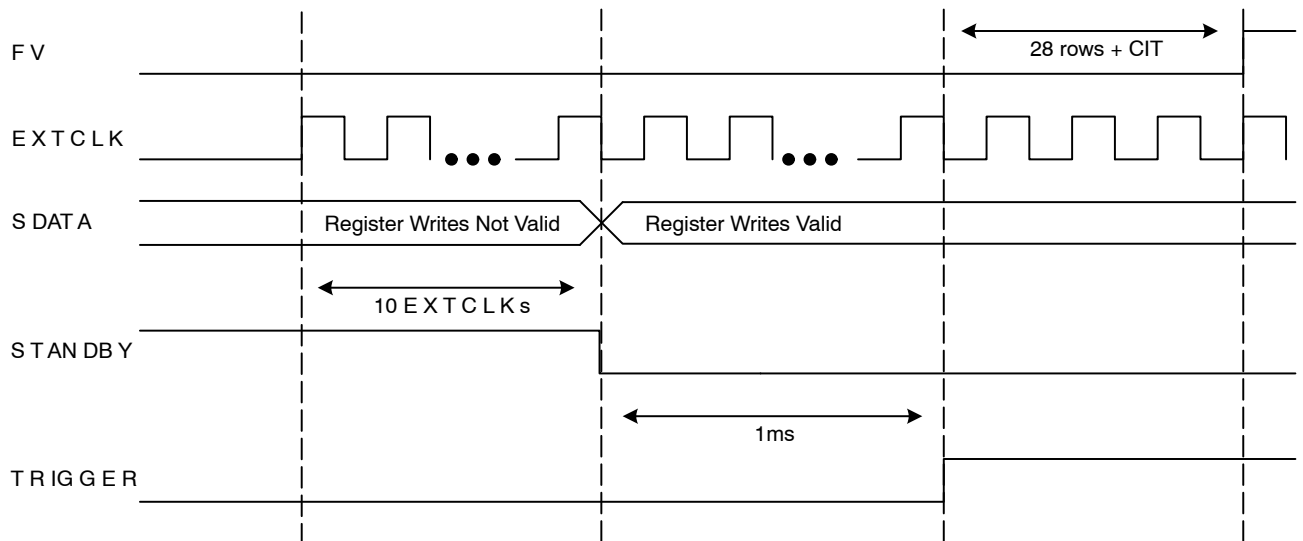 FV
28 rows + CIT
EXTCLK
SDATA
Register Writes Not Valid
Register Writes Valid
10 EXTCLKs
STANDBY
1ms
TRIGGER